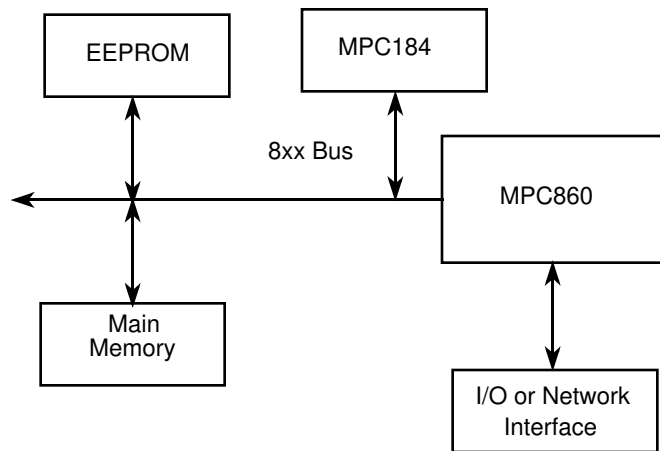 EEPROM
MPC184
8xx Bus
MPC860
Main
Memory
I/O or Network
Interface